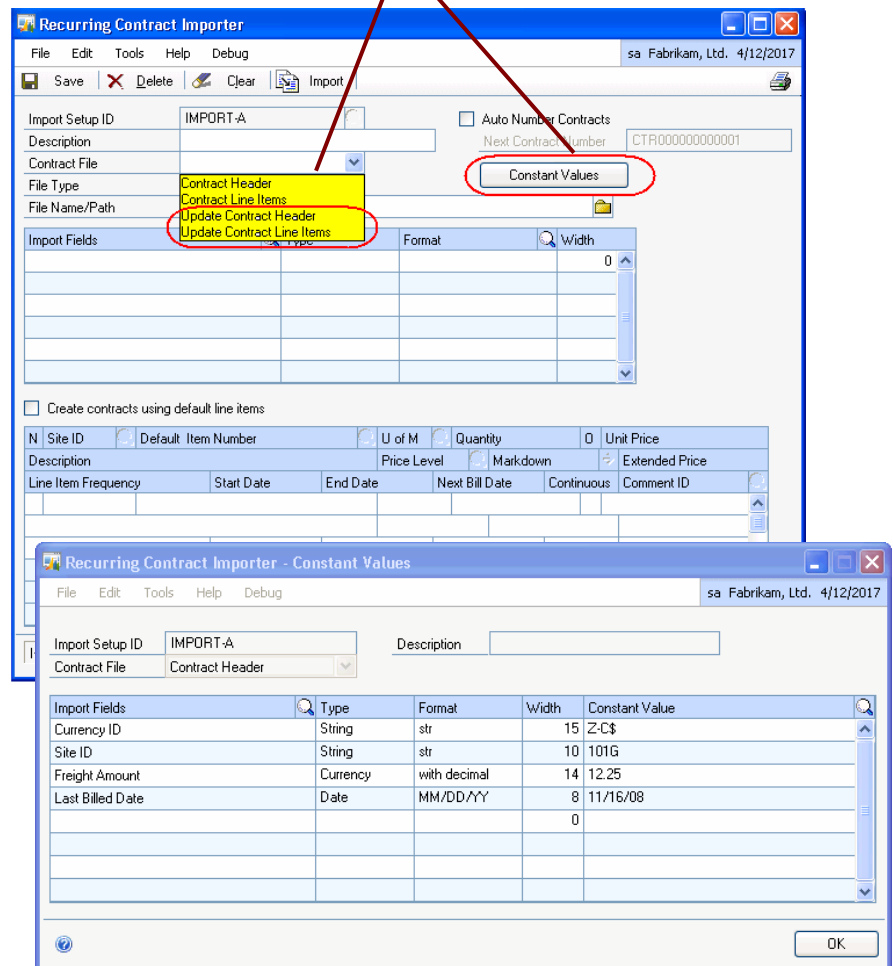 Recurring Contract Importer
File Edit Tools Help Debug sa Fabrikam, Ltd. 4/12/2017
Save Delete Clear Import
Import Setup ID IMPORT-A Auto Number Contracts
Description Next Contract Number CTR000000000001
Contract File Constant Values
File Type Contract Header
Contract Line Items
File Name/Path Update Contract Header
Update Contract Line Items
Import Fields Type Format Width
0
Create contracts using default line items
N Site ID Default Item Number U of M Quantity O Unit Price
Description Price Level Markdown Extended Price
Line Item Frequency Start Date End Date Next Bill Date Continuous Comment ID
Recurring Contract Importer - Constant Values
File Edit Tools Help Debug sa Fabrikam, Ltd. 4/12/2017
Import Setup ID IMPORT-A Description
Contract File Contract Header
Import Fields Type Format Width Constant Value
Currency ID String str 15 Z-C$
Site ID String str 10 101G
Freight Amount Currency with decimal 14 12.25
Last Billed Date Date MM/DD/YY 8 11/16/08
0
OK